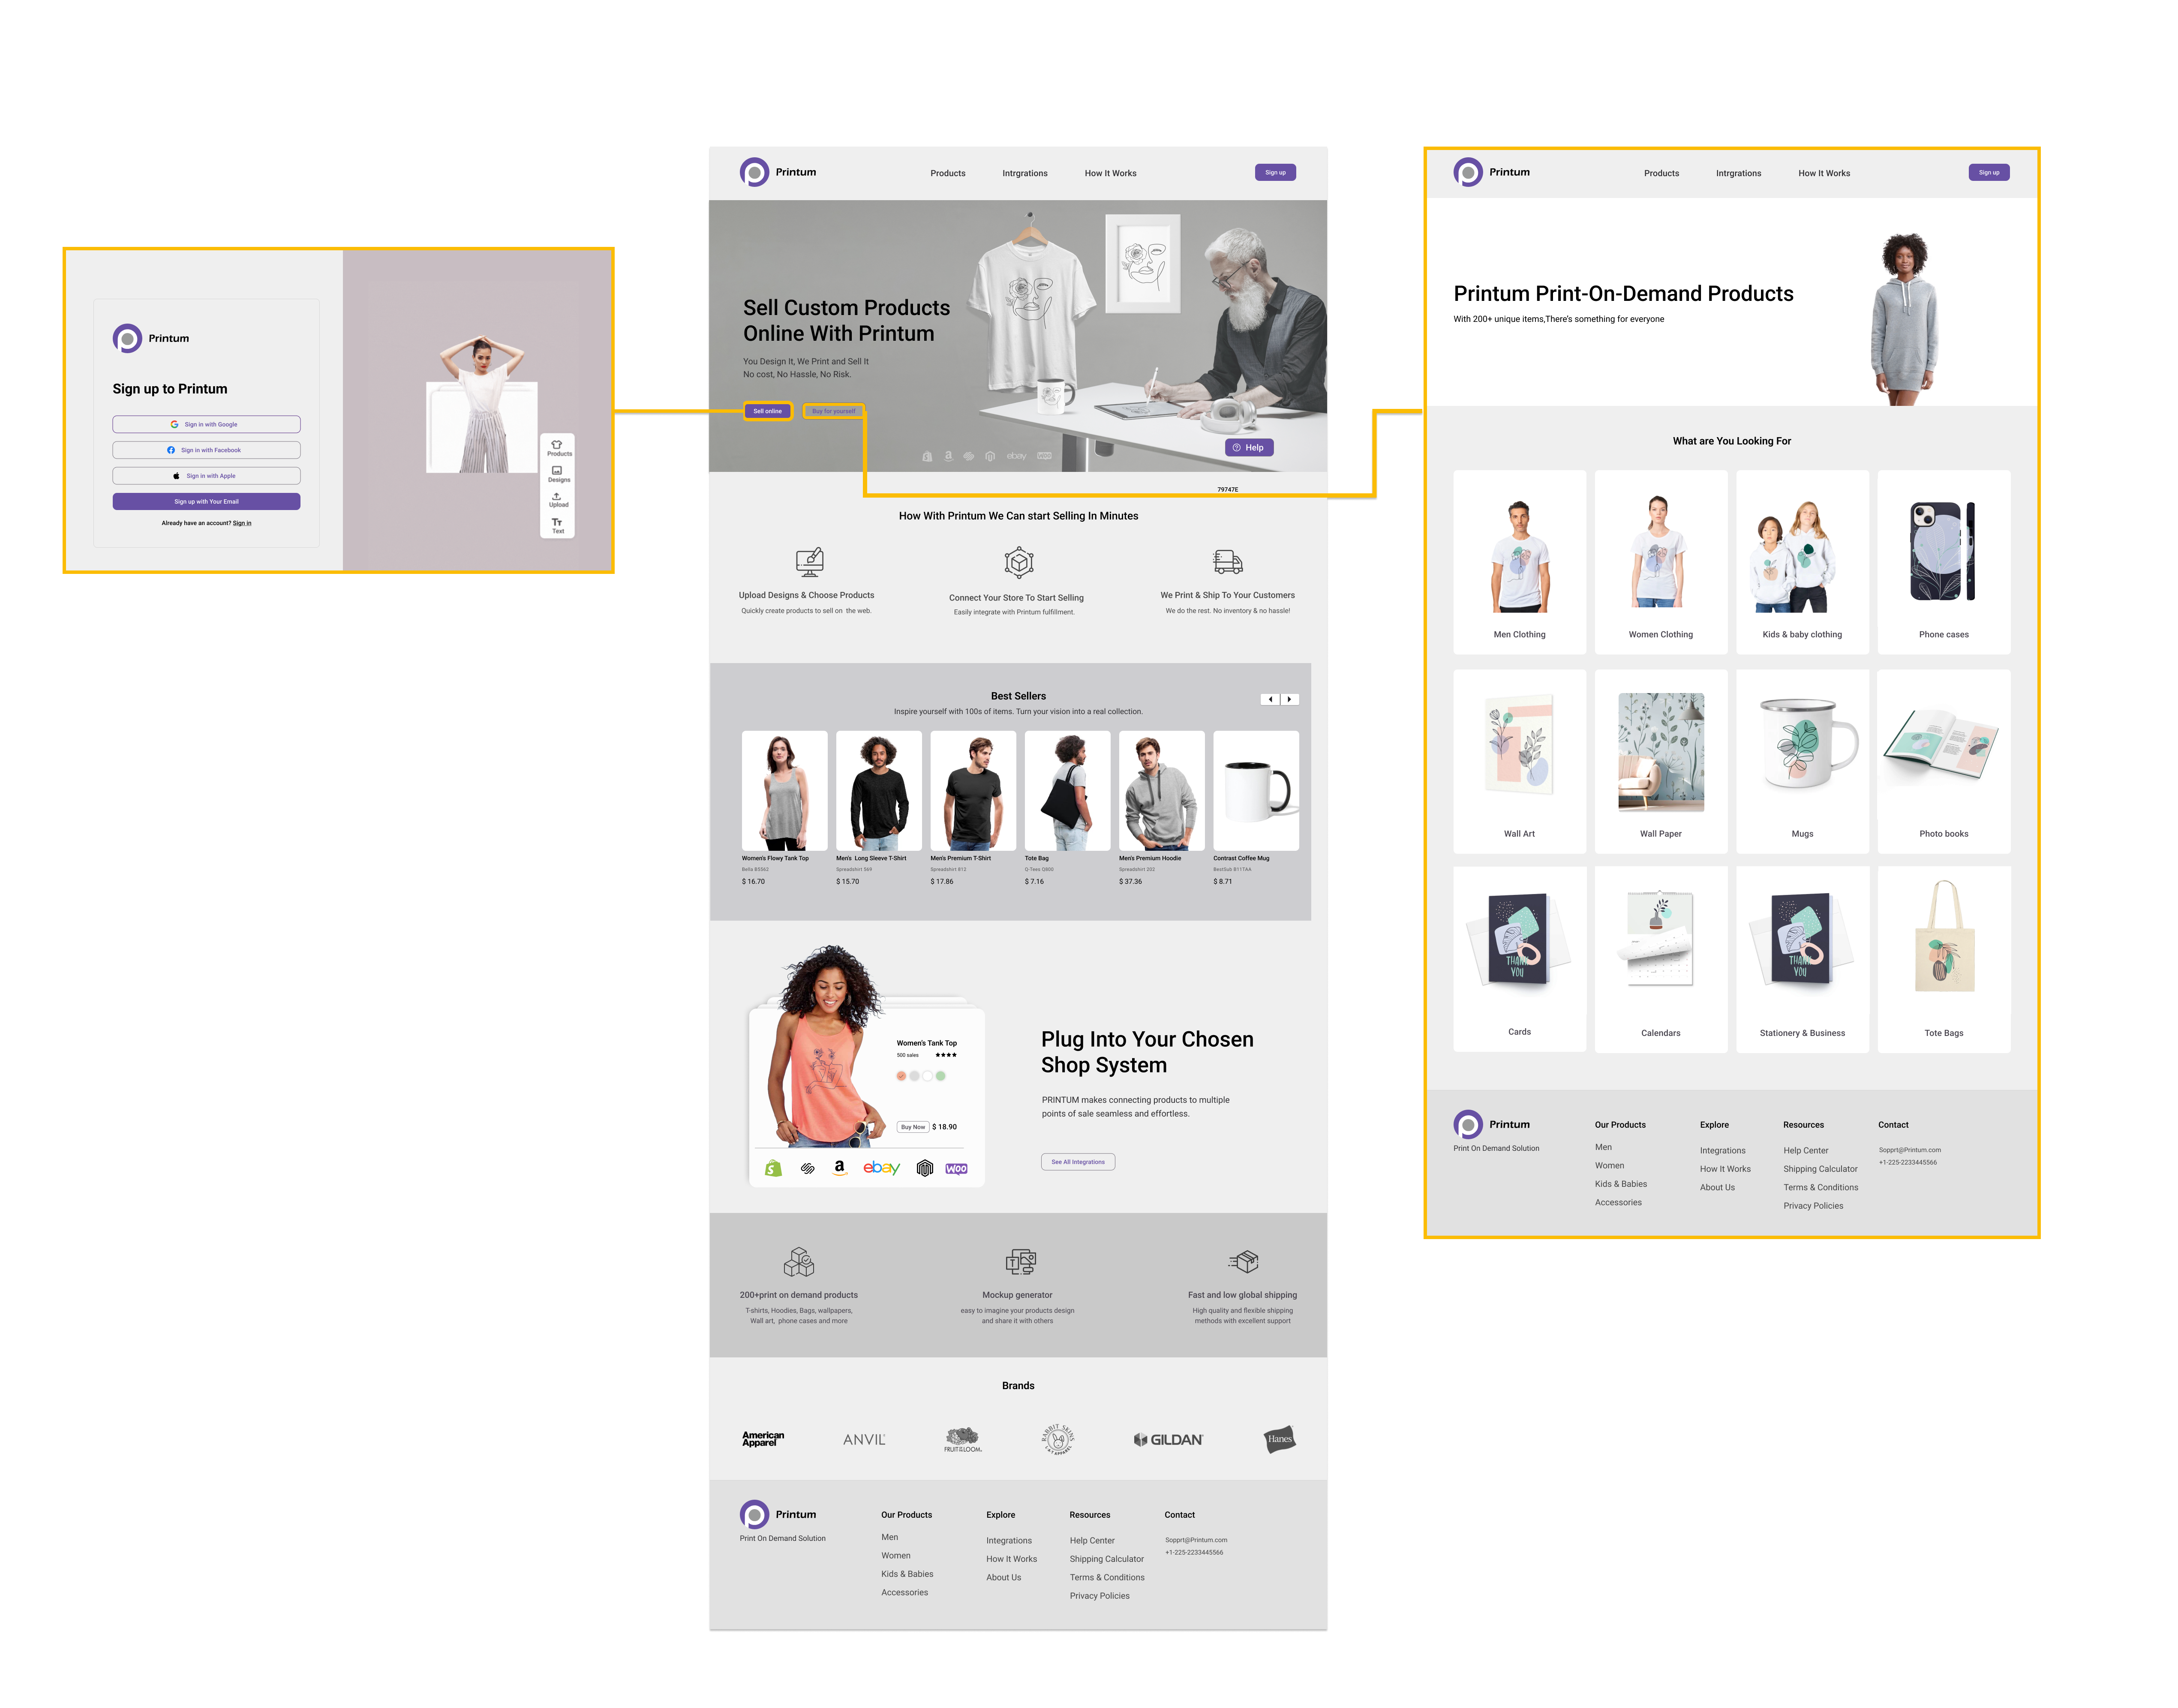 Printum
Sign up to Printum
Sign in with Google
Sign in with Facebook
Sign in with Apple
Sign up with Your Email
Already have an account? Sign in
Products
Designs
Upload
Text
Printum
Products
Intrgrations
How It Works
Sign up
Sell Custom Products
Online With Printum
You Design It, We Print and Sell It
No cost, No Hassle, No Risk.
Sell online
Buy for yourself
ebay
Woo
Help
79747E
How With Printum We Can start Selling In Minutes
Upload Designs & Choose Products
Quickly create products to sell on the web.
Connect Your Store To Start Selling
Easily integrate with Printum fulfillment.
We Print & Ship To Your Customers
We do the rest. No inventory & no hassle!
Best Sellers
Inspire yourself with 100s of items. Turn your vision into a real collection.
Women's Flowy Tank Top
Bella B3562
$ 16.70
Men's Long Sleeve T-Shirt
Spreadshirt 569
$ 15.70
Men's Premium T-Shirt
Spreadshirt 812
$ 17.86
Tote Bag
Q-Tees Q800
$ 7.16
Men's Premium Hoodie
Spreadshirt 202
$ 37.36
Contrast Coffee Mug
BestSub B11TAA
$ 8.71
Women's Tank Top
500 sales
Buy Now
$ 18.90
ebay
WOO
Plug Into Your Chosen
Shop System
PRINTUM makes connecting products to multiple
points of sale seamless and effortless.
See All Integrations
200+print on demand products
T-shirts, Hoodies, Bags, wallpapers,
Wall art, phone cases and more
Mockup generator
easy to imagine your products design
and share it with others
Fast and low global shipping
High quality and flexible shipping
methods with excellent support
Brands
American
Apparel
ANVIL
FRUIT OF THE LOOM
RABBIT SKINS
GILDAN
Hanes
Printum
Print On Demand Solution
Our Products
Men
Women
Kids & Babies
Accessories
Explore
Integrations
How It Works
About Us
Resources
Help Center
Shipping Calculator
Terms & Conditions
Privacy Policies
Contact
Sopprt@Printum.com
+1-225-2233445566
Printum
Products
Intrgrations
How It Works
Sign up
Printum Print-On-Demand Products
With 200+ unique items,There's something for everyone
What are You Looking For
Men Clothing
Women Clothing
Kids & baby clothing
Phone cases
Wall Art
Wall Paper
Mugs
Photo books
THANK
YOU
Cards
Calendars
THANK
YOU
Stationery & Business
Tote Bags
Printum
Print On Demand Solution
Our Products
Men
Women
Kids & Babies
Accessories
Explore
Integrations
How It Works
About Us
Resources
Help Center
Shipping Calculator
Terms & Conditions
Privacy Policies
Contact
Sopprt@Printum.com
+1-225-2233445566